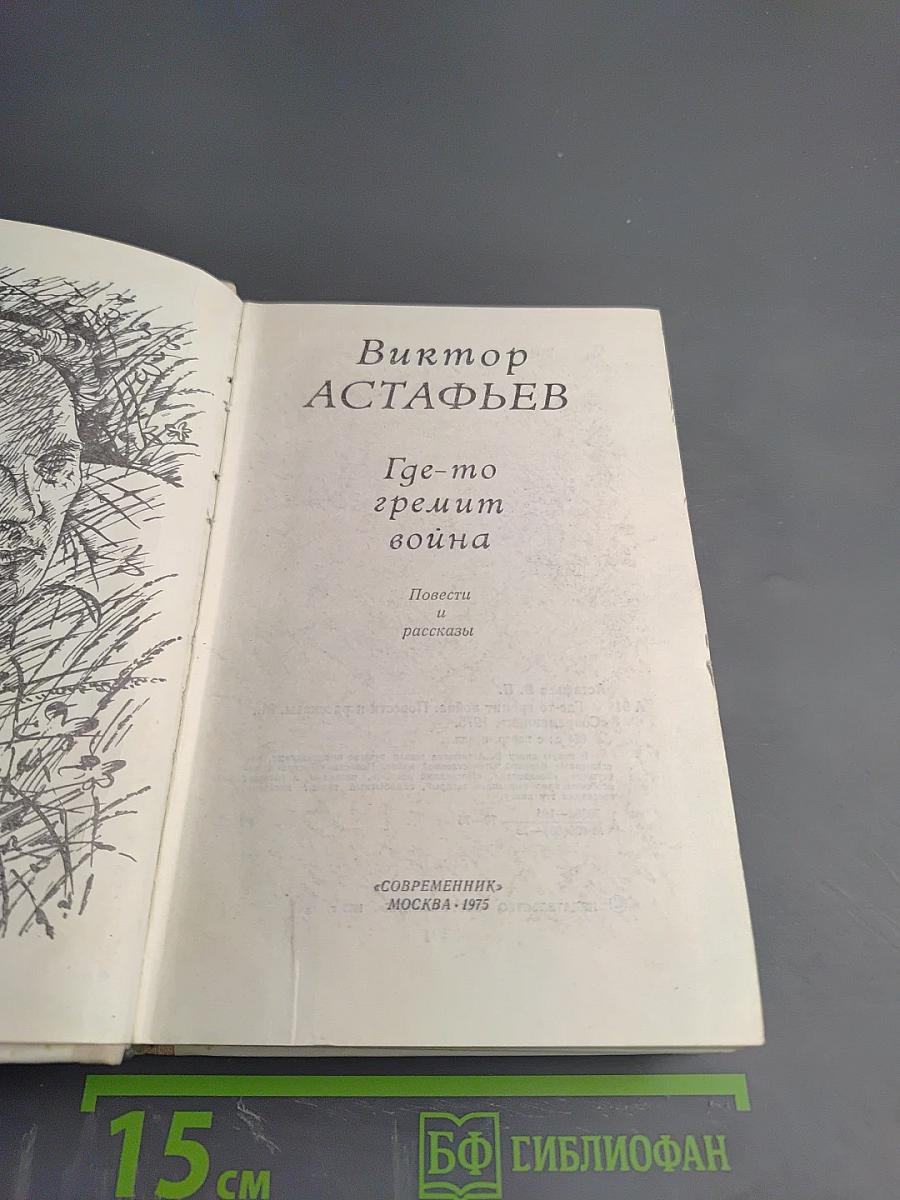 Виктор
АСТАФЬЕВ
Где-то
гремит
война
Повести
и
рассказы
«СОВРЕМЕННИК»
МОСКВА · 1975
15 см
БФ БИБЛИОФАН